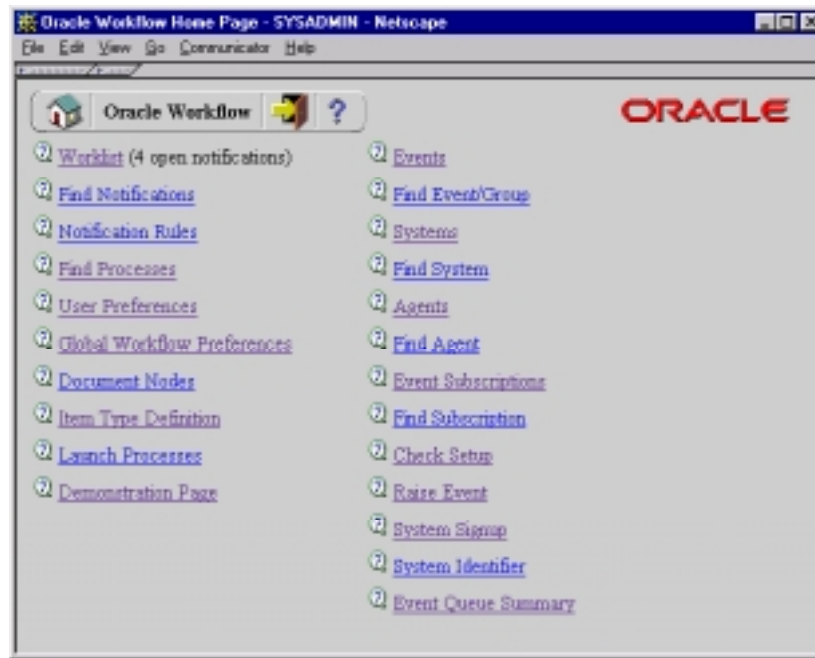 Oracle Workflow Home Page - SYSADMIN - Netscape
File Edit View Go Communicator Help
Oracle Workflow ?
ORACLE
Worklist (4 open notifications)
Find Notifications
Notification Rules
Find Processes
User Preferences
Global Workflow Preferences
Document Nodes
Item Type Definition
Launch Processes
Demonstration Page
Events
Find Event/Group
Systems
Find System
Agents
Find Agent
Event Subscriptions
Find Subscription
Check Setup
Raise Event
System Signup
System Identifier
Event Queue Summary